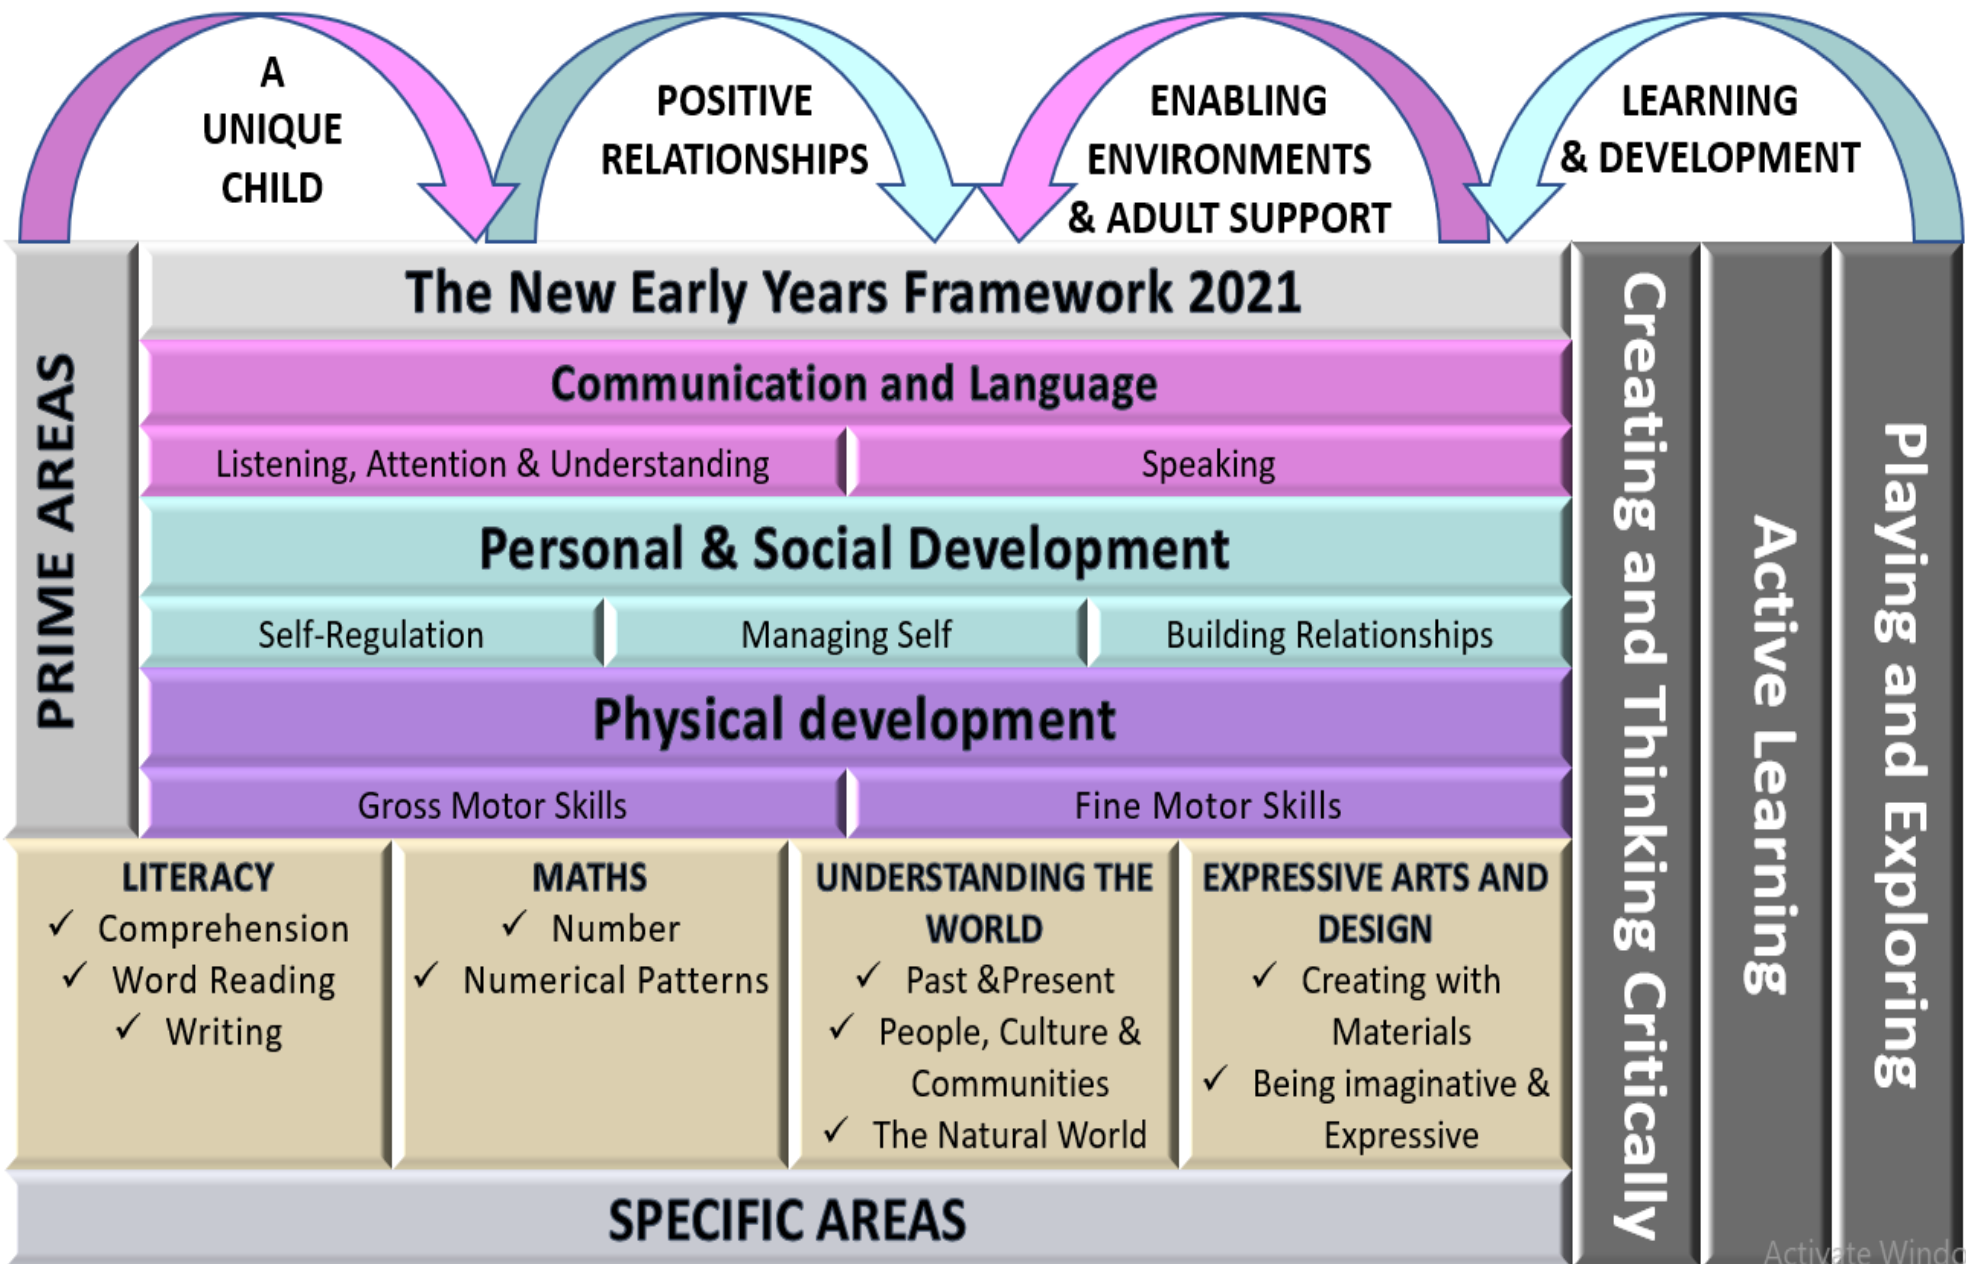 A
UNIQUE
CHILD
POSITIVE
RELATIONSHIPS
ENABLING
ENVIRONMENTS
& ADULT SUPPORT
LEARNING
& DEVELOPMENT
PRIME AREAS
The New Early Years Framework 2021
Communication and Language
Listening, Attention & Understanding
Speaking
Personal & Social Development
Self-Regulation
Managing Self
Building Relationships
Physical development
Gross Motor Skills
Fine Motor Skills
LITERACY
✓ Comprehension
✓ Word Reading
✓ Writing
MATHS
✓ Number
✓ Numerical Patterns
UNDERSTANDING THE
WORLD
✓ Past &Present
✓ People, Culture &
Communities
✓ The Natural World
EXPRESSIVE ARTS AND
DESIGN
✓ Creating with
Materials
✓ Being imaginative &
Expressive
SPECIFIC AREAS
Creating and Thinking Critically
Active Learning
Playing and Exploring
Activate Windo